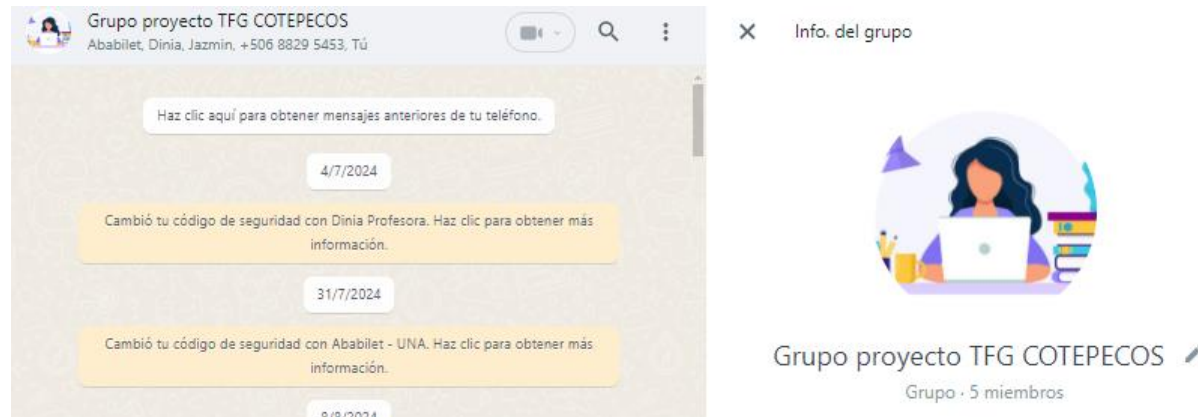 Grupo proyecto TFG COTEPECOS
Ababilet, Dinia, Jazmin, +506 8829 5453, Tú
Haz clic aquí para obtener mensajes anteriores de tu teléfono.
4/7/2024
Cambió tu código de seguridad con Dinia Profesora. Haz clic para obtener más
información.
31/7/2024
Cambió tu código de seguridad con Ababilet - UNA. Haz clic para obtener más
información.
8/8/2024
Info. del grupo
Grupo proyecto TFG COTEPECOS
Grupo · 5 miembros